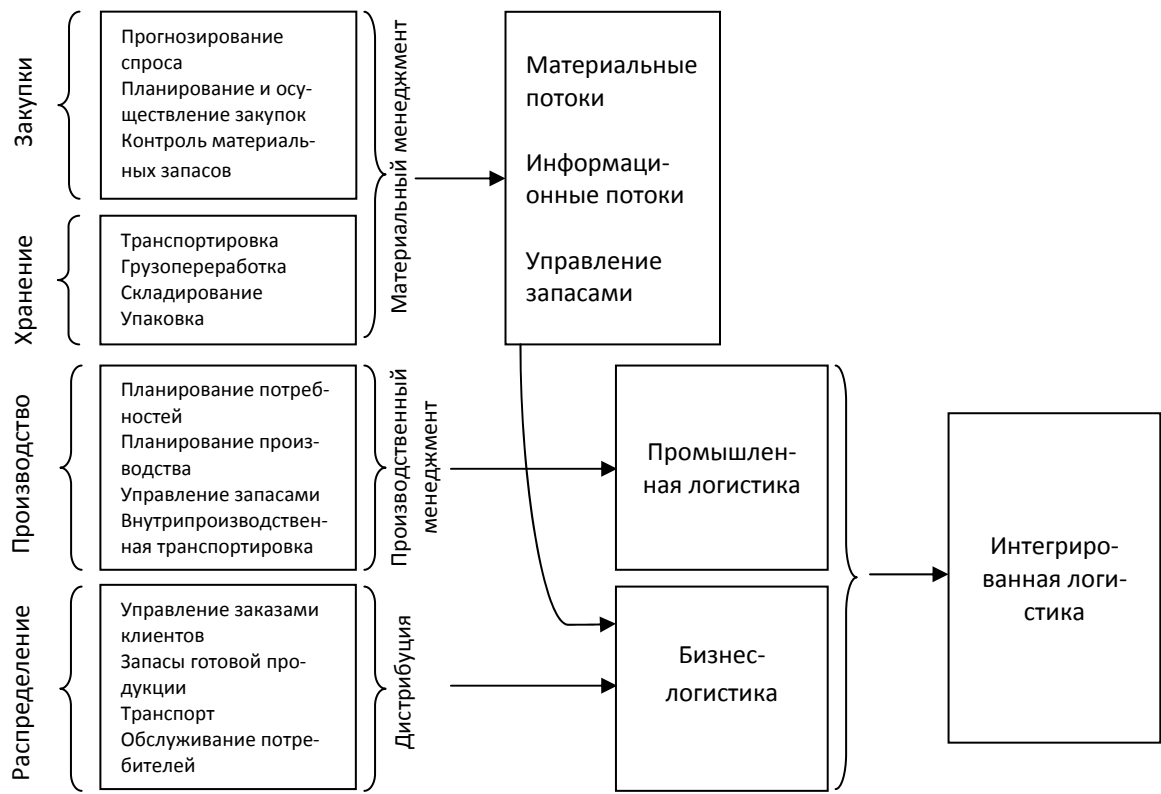 Закупки
Прогнозирование
спроса
Планирование и осу-
ществление закупок
Контроль материаль-
ных запасов
Хранение
Транспортировка
Грузопереработка
Складирование
Упаковка
Материальный менеджмент
Материальные
потоки
Информаци-
онные потоки
Управление
запасами
Производство
Планирование потреб-
ностей
Планирование произ-
водства
Управление запасами
Внутрипроизводствен-
ная транспортировка
Производственный
менеджмент
Промышлен-
ная логистика
Распределение
Управление заказами
клиентов
Запасы готовой про-
дукции
Транспорт
Обслуживание потре-
бителей
Дистрибуция
Бизнес-
логистика
Интегриро-
ванная логи-
стика